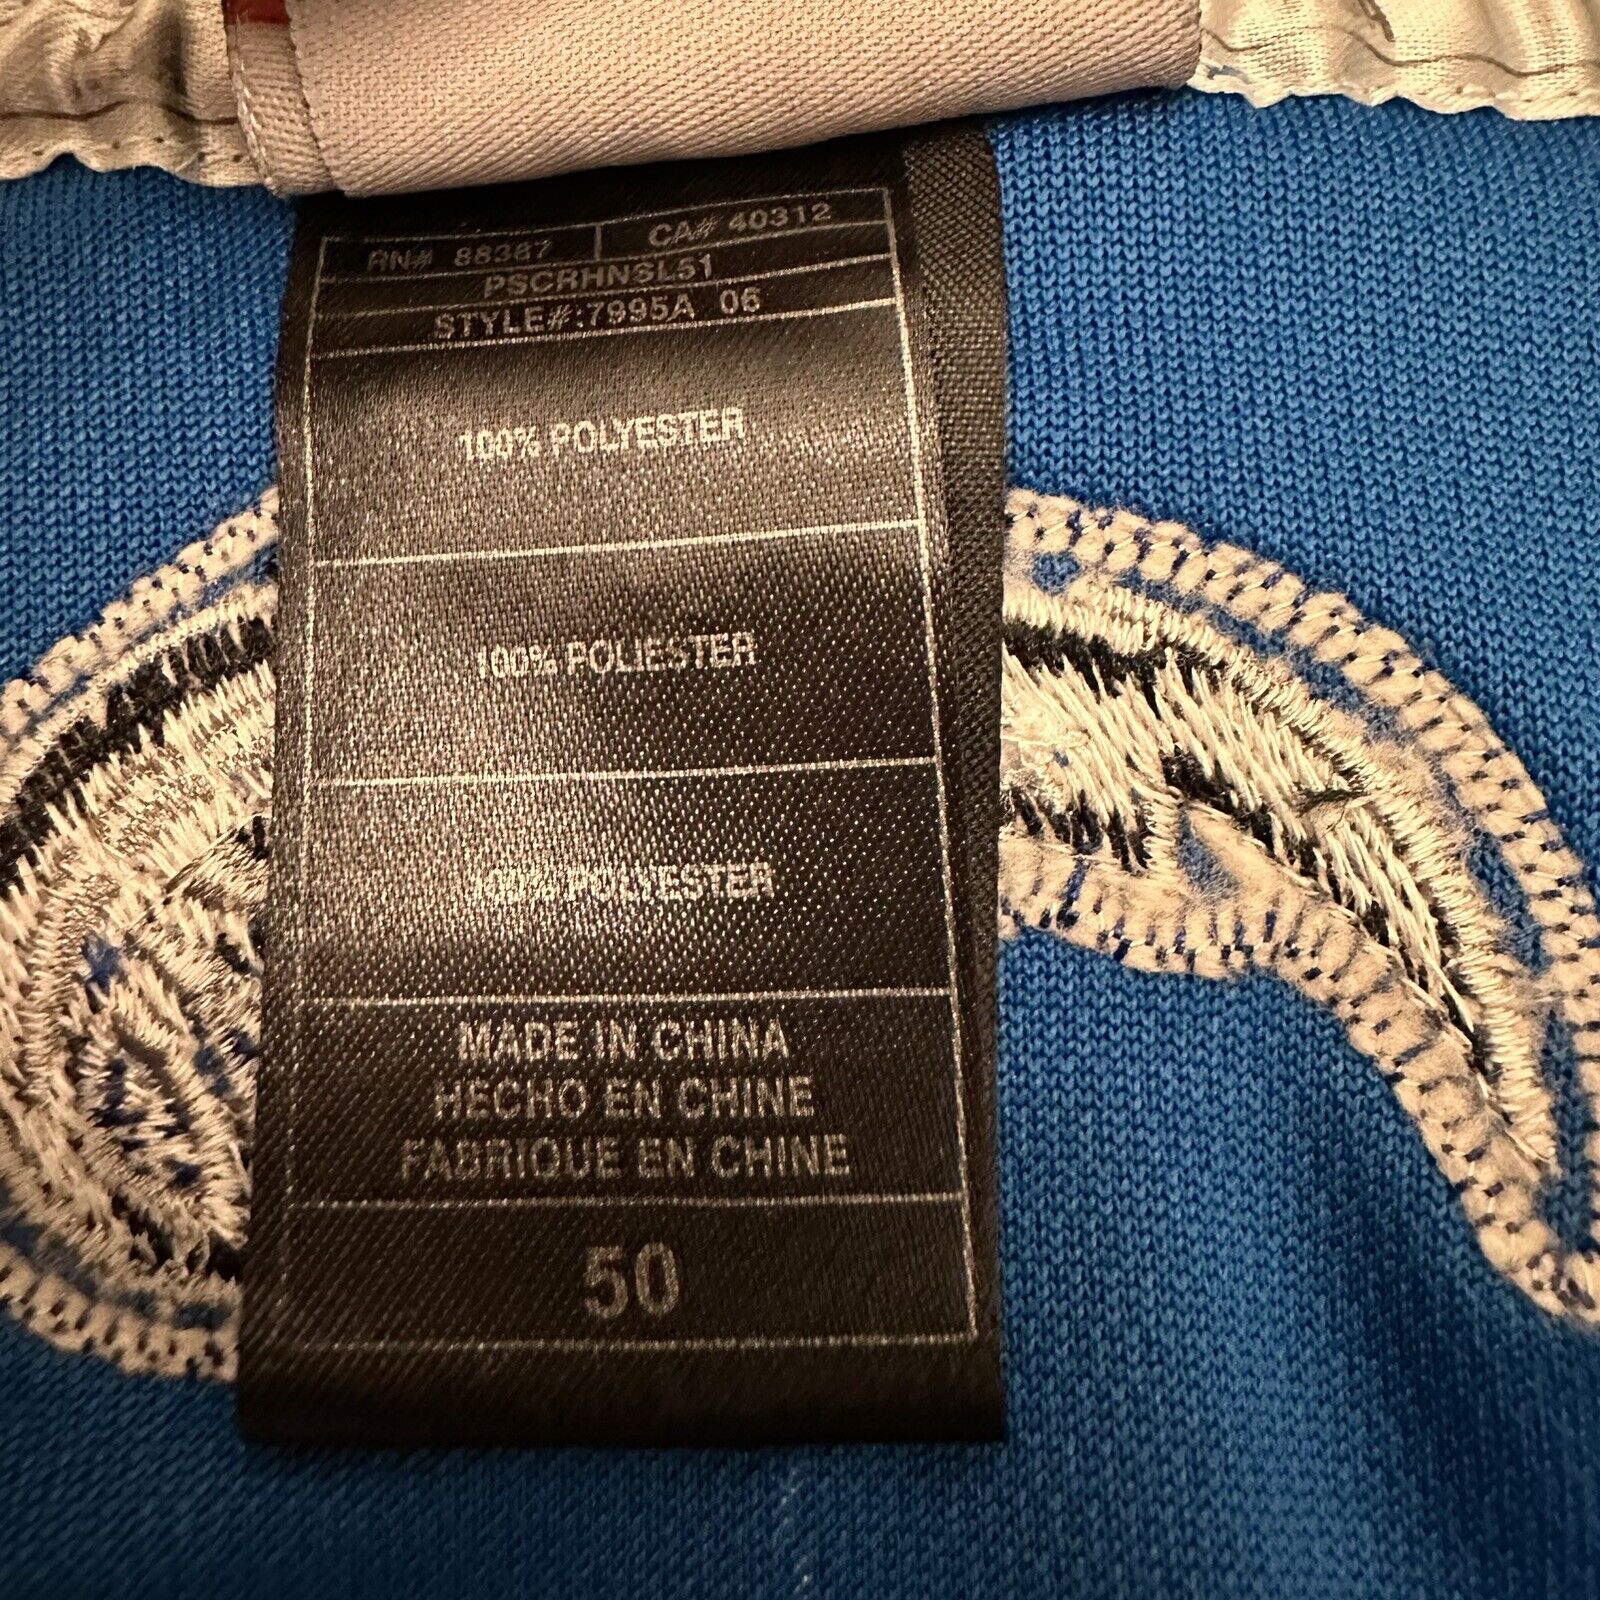 RN# 88387 CA# 40312
PSCRHNSL51
STYLE#:7995A 06
100% POLYESTER
100% POLIESTER
100% POLYESTER
MADE IN CHINA
HECHO EN CHINE
FABRIQUE EN CHINE
50